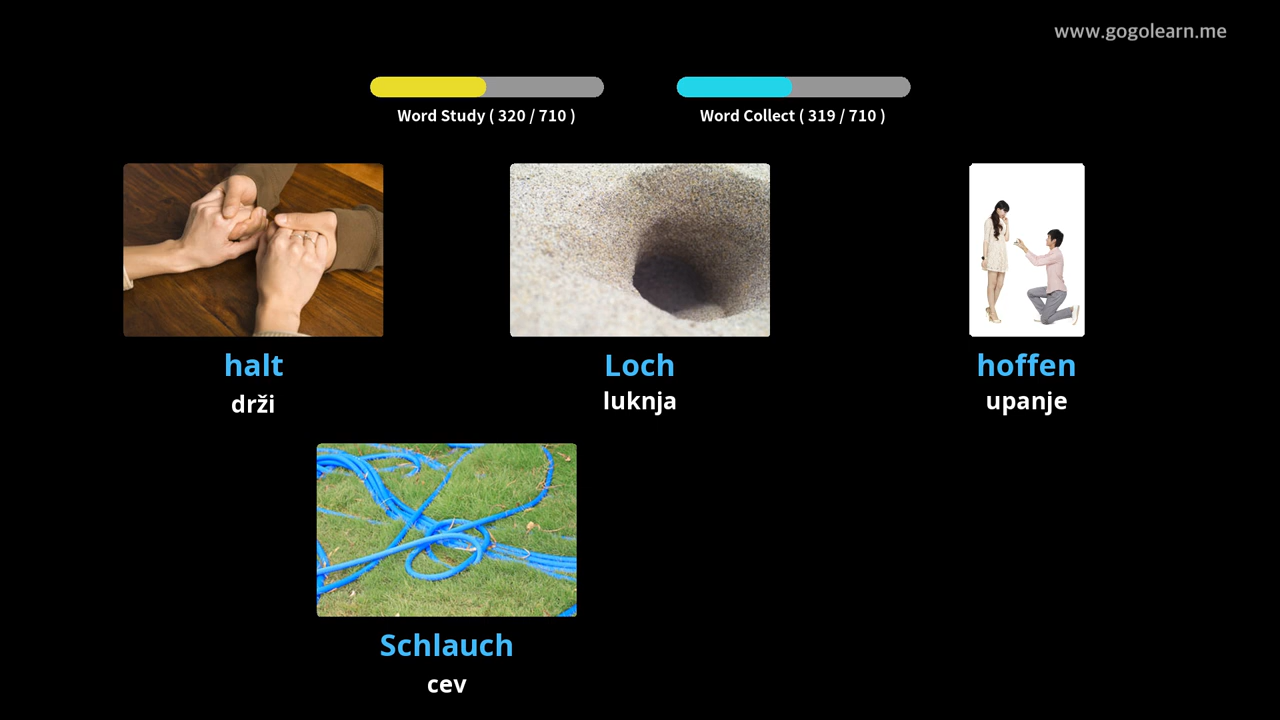 www.gogolearn.me
Word Study ( 320 / 710 )
Word Collect ( 319 / 710 )
halt
drži
Loch
luknja
hoffen
upanje
Schlauch
cev